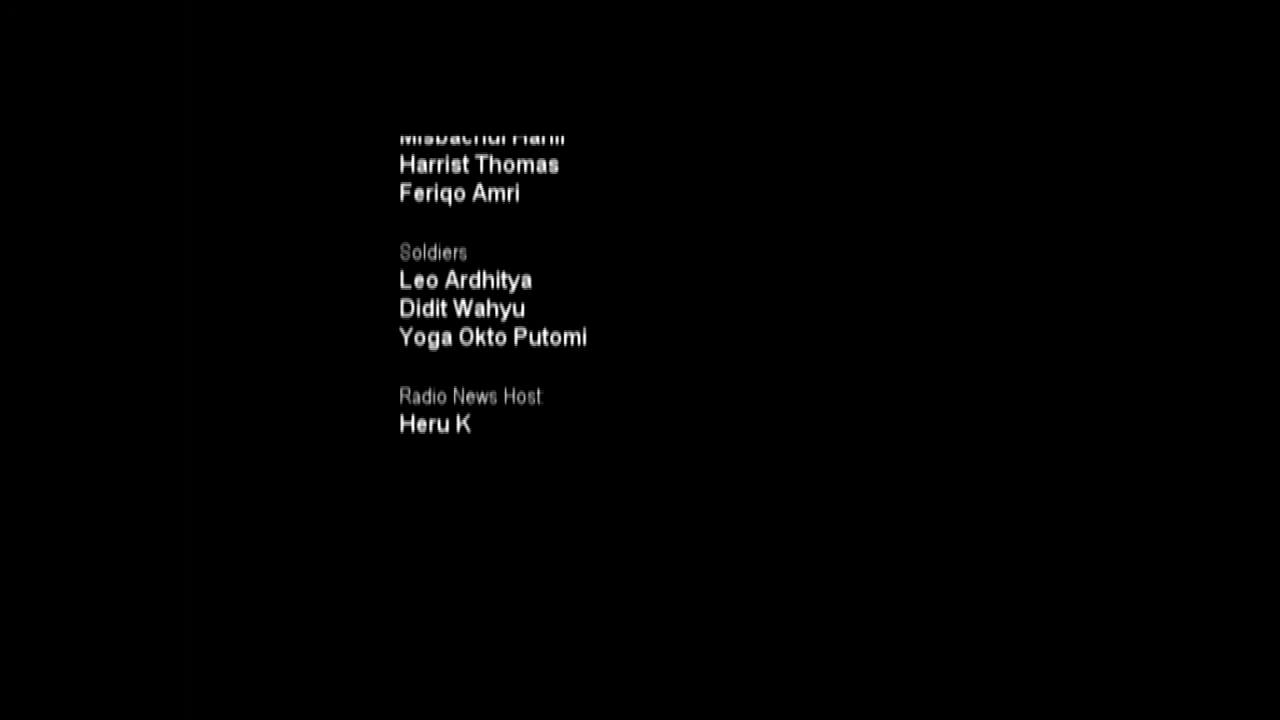 Harrist Thomas
Feriqo Amri
Soldiers
Leo Ardhitya
Didit Wahyu
Yoga Okto Putomi
Radio News Host
Heru K